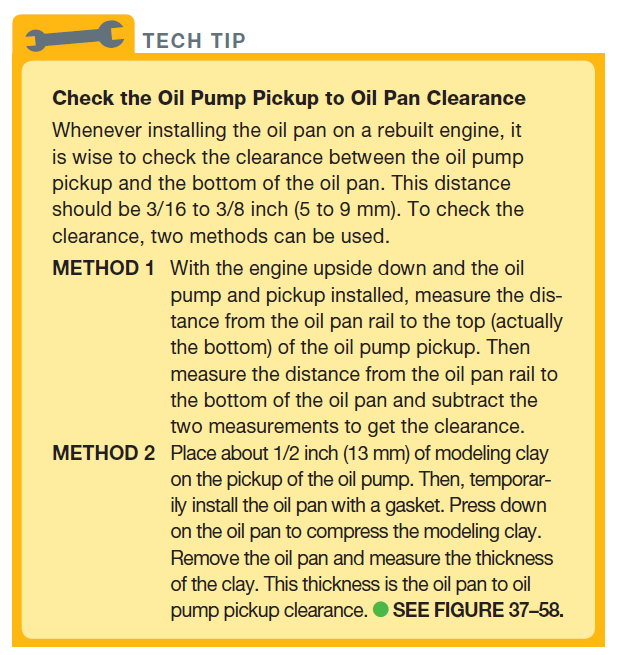 TECH TIP
Check the Oil Pump Pickup to Oil Pan Clearance
Whenever installing the oil pan on a rebuilt engine, it
is wise to check the clearance between the oil pump
pickup and the bottom of the oil pan. This distance
should be 3/16 to 3/8 inch (5 to 9 mm). To check the
clearance, two methods can be used.
METHOD 1 With the engine upside down and the oil
pump and pickup installed, measure the dis-
tance from the oil pan rail to the top (actually
the bottom) of the oil pump pickup. Then
measure the distance from the oil pan rail to
the bottom of the oil pan and subtract the
two measurements to get the clearance.
METHOD 2 Place about 1/2 inch (13 mm) of modeling clay
on the pickup of the oil pump. Then, temporar-
ily install the oil pan with a gasket. Press down
on the oil pan to compress the modeling clay.
Remove the oil pan and measure the thickness
of the clay. This thickness is the oil pan to oil
pump pickup clearance. ● SEE FIGURE 37–58.